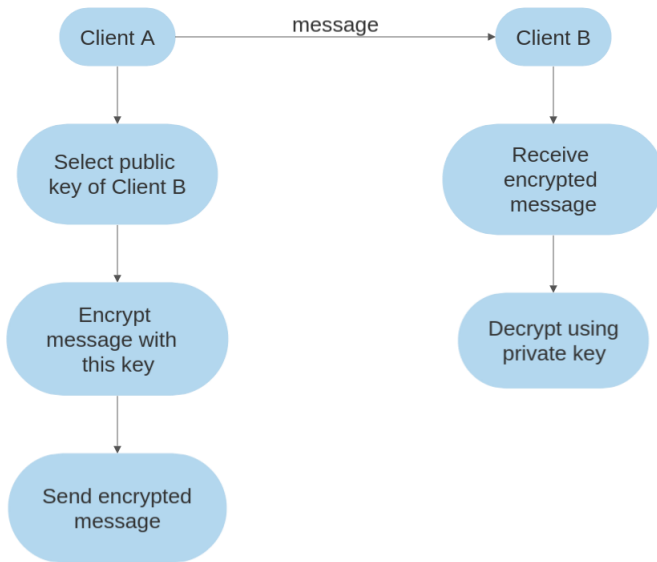 Client A
message
Client B
Select public
key of Client B
Encrypt
message with
this key
Send encrypted
message
Receive
encrypted
message
Decrypt using
private key